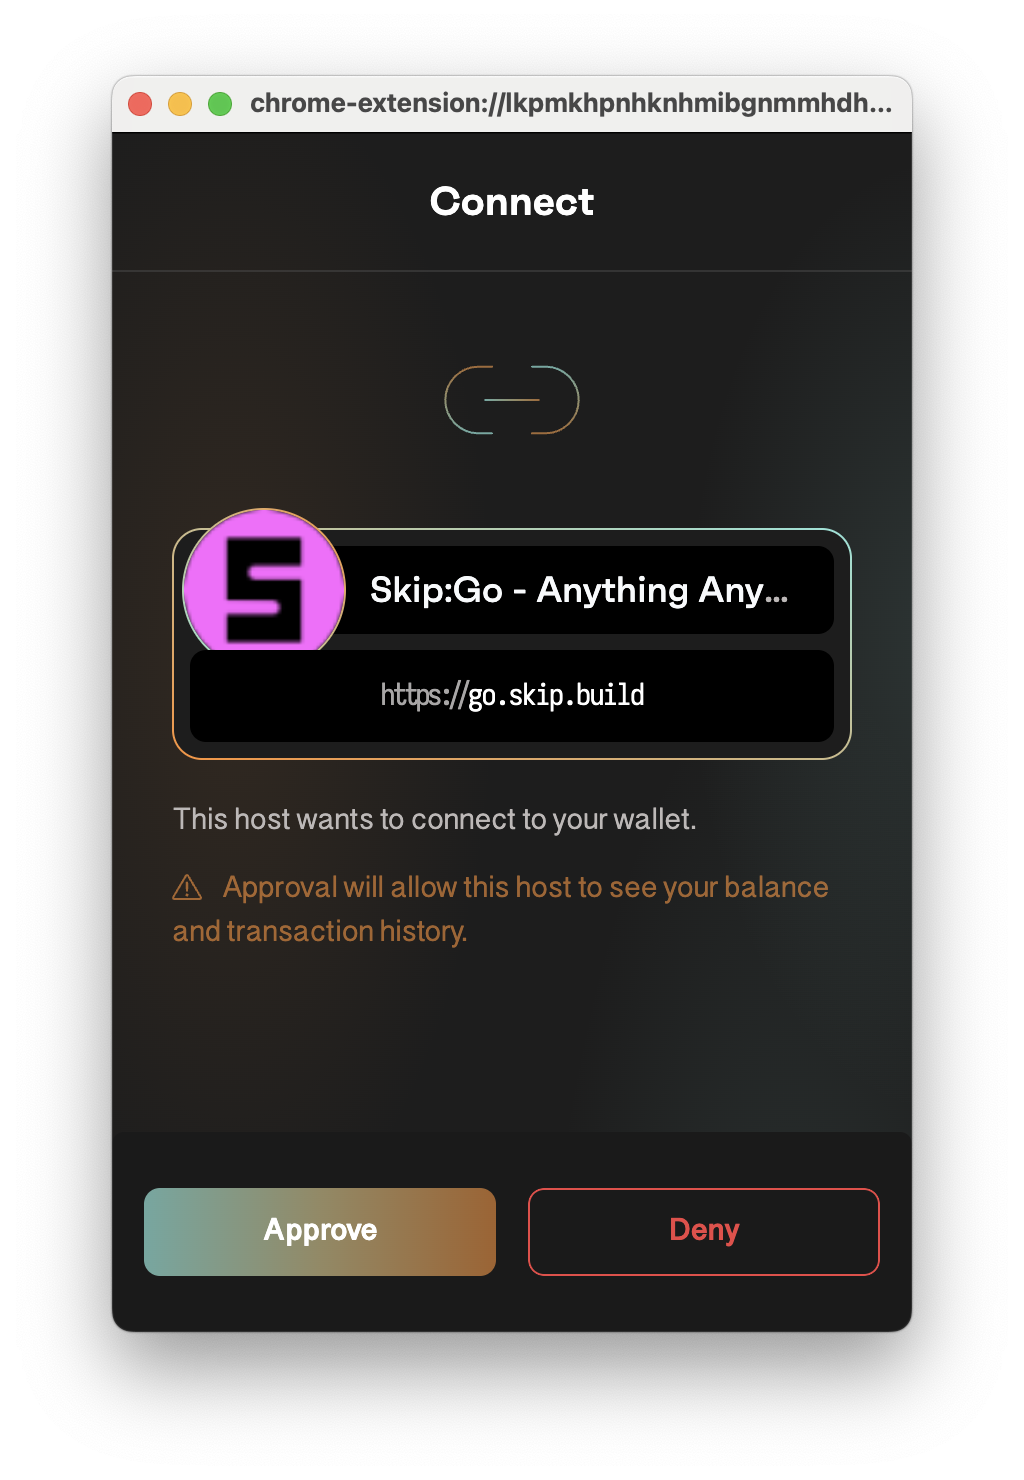 chrome-extension://lkpmkhpnhknhmibgnmmhdh...
Connect
S
Skip:Go - Anything Any...
https://go.skip.build
This host wants to connect to your wallet.
Approval will allow this host to see your balance
and transaction history.
Approve
Deny